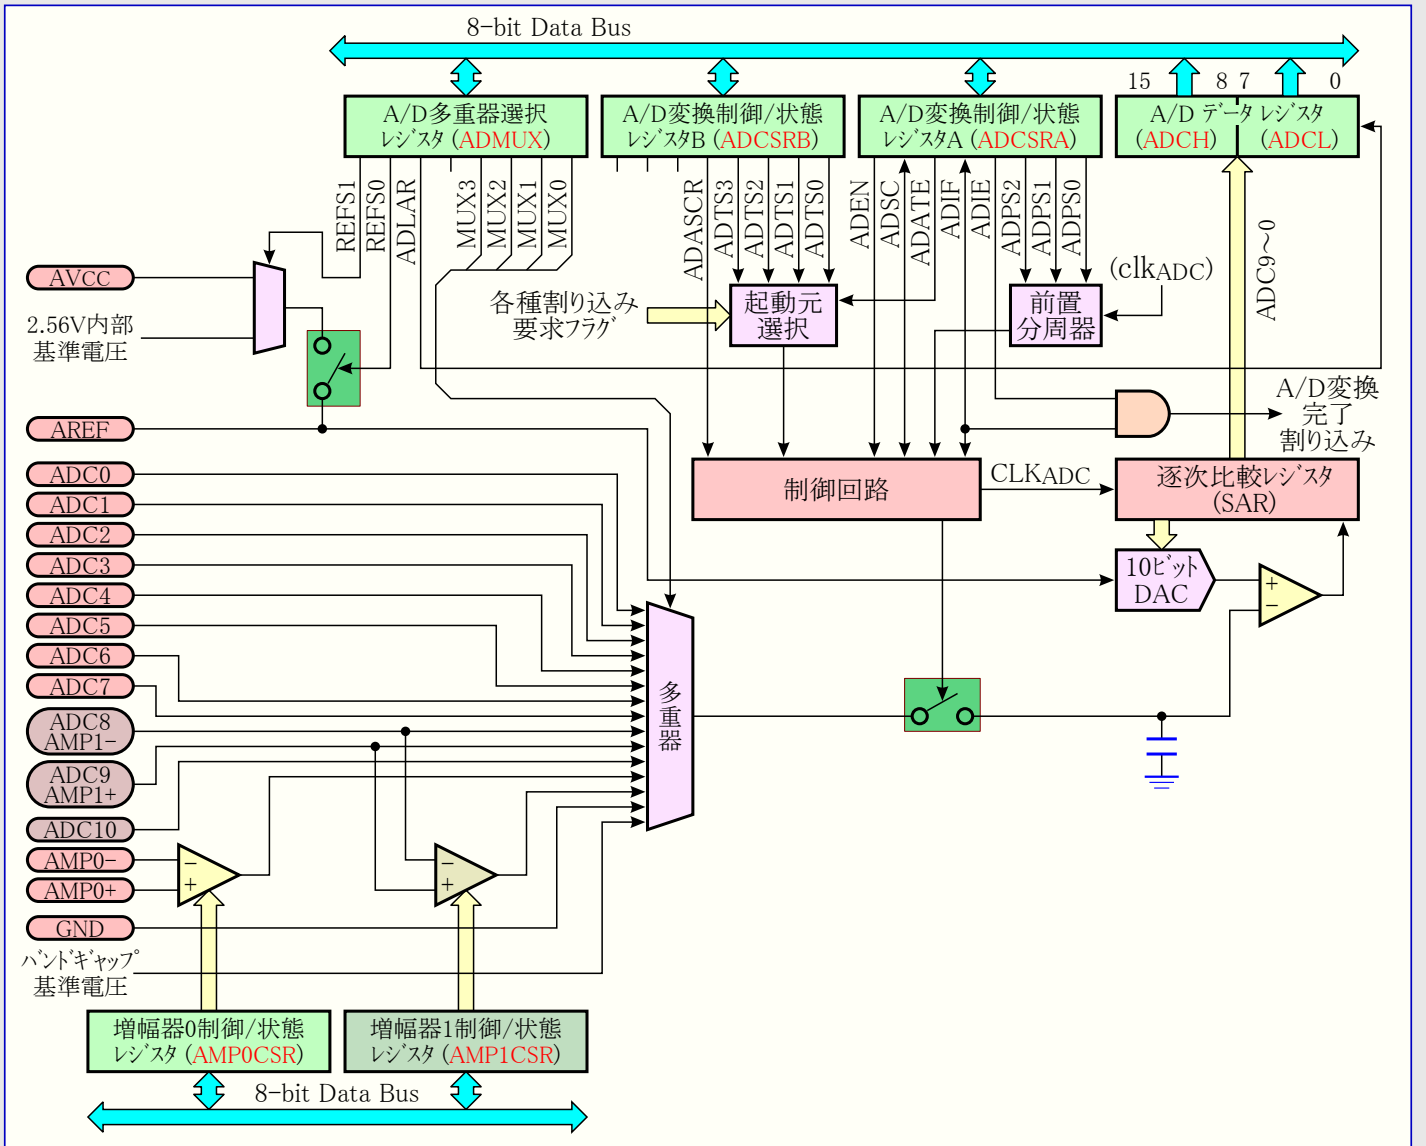 8-bit Data Bus
15 8 7 0
A/D多重器選択
レジスタ (ADMUX)
A/D変換制御/状態
レジスタB (ADCSRB)
A/D変換制御/状態
レジスタA (ADCSRA)
A/D データ レジスタ
(ADCH) (ADCL)
REFS1
REFS0
ADLAR
MUX3
MUX2
MUX1
MUX0
ADASCR
ADTS3
ADTS2
ADTS1
ADTS0
ADEN
ADSC
ADATE
ADIF
ADIE
ADPS2
ADPS1
ADPS0
ADC9～0
AVCC
2.56V内部
基準電圧
各種割り込み
要求フラグ
起動元
選択
前置
分周器
(clkADC)
A/D変換
完了
割り込み
AREF
ADC0
ADC1
ADC2
ADC3
ADC4
ADC5
ADC6
ADC7
ADC8
AMP1-
ADC9
AMP1+
ADC10
AMP0-
AMP0+
GND
バンドギャップ
基準電圧
制御回路
CLKADC
逐次比較レジスタ
(SAR)
10ビット
DAC
+
-
多重器
-
+
-
+
増幅器0制御/状態
レジスタ (AMP0CSR)
増幅器1制御/状態
レジスタ (AMP1CSR)
8-bit Data Bus